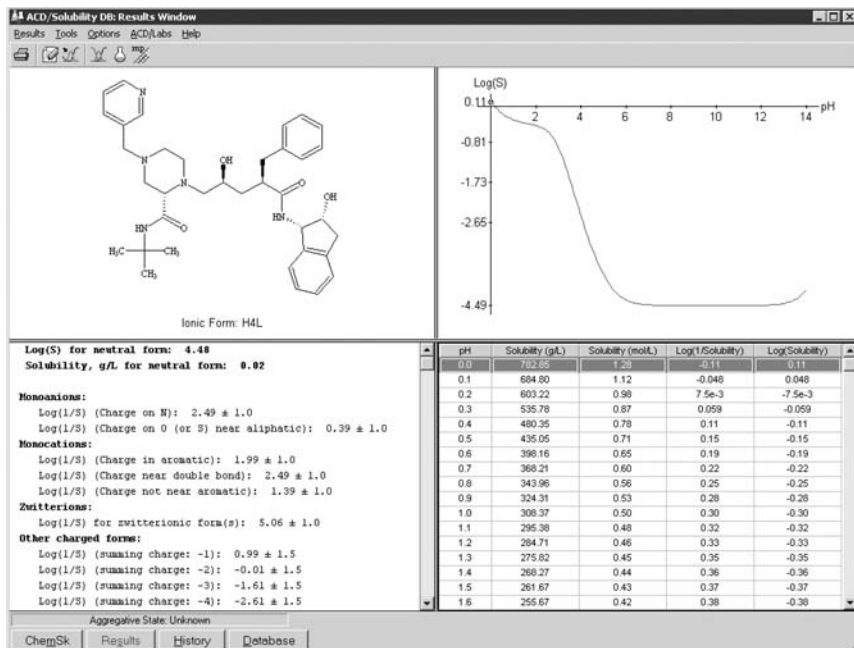 ACD/Solubility DB: Results Window
Results Tools Options ACD/Labs Help
mp
N
N
N
OH
O
HN
OH
HN
O
H₃C
CH₃
CH₃
Ionic Form: H4L
Log(S)
pH
0.11
-0.81
-1.73
-2.65
-4.49
2 4 6 8 10 12 14
Log(S) for neutral form: 4.48
Solubility, g/L for neutral form: 0.02
Monoanions:
Log(1/S) (Charge on N): 2.49 ± 1.0
Log(1/S) (Charge on O (or S) near aliphatic): 0.39 ± 1.0
Monocations:
Log(1/S) (Charge in aromatic): 1.99 ± 1.0
Log(1/S) (Charge near double bond): 2.49 ± 1.0
Log(1/S) (Charge not near aromatic): 1.39 ± 1.0
Zwitterions:
Log(1/S) for zwitterionic form(s): 5.06 ± 1.0
Other charged forms:
Log(1/S) (summing charge: -1): 0.99 ± 1.5
Log(1/S) (summing charge: -2): -0.01 ± 1.5
Log(1/S) (summing charge: -3): -1.61 ± 1.5
Log(1/S) (summing charge: -4): -2.61 ± 1.5
pH Solubility (g/L) Solubility (mol/L) Log(1/Solubility) Log(Solubility)
0.0 782.85 1.28 -0.11 0.11
0.1 684.80 1.12 -0.048 0.048
0.2 603.22 0.98 7.5e-3 -7.5e-3
0.3 535.78 0.87 0.059 -0.059
0.4 480.35 0.78 0.11 -0.11
0.5 435.05 0.71 0.15 -0.15
0.6 398.16 0.65 0.19 -0.19
0.7 368.21 0.60 0.22 -0.22
0.8 343.96 0.56 0.25 -0.25
0.9 324.31 0.53 0.28 -0.28
1.0 308.37 0.50 0.30 -0.30
1.1 295.38 0.48 0.32 -0.32
1.2 284.71 0.46 0.33 -0.33
1.3 275.82 0.45 0.35 -0.35
1.4 268.27 0.44 0.36 -0.36
1.5 261.67 0.43 0.37 -0.37
1.6 255.67 0.42 0.38 -0.38
Aggregative State: Unknown
ChemSk Results History Database